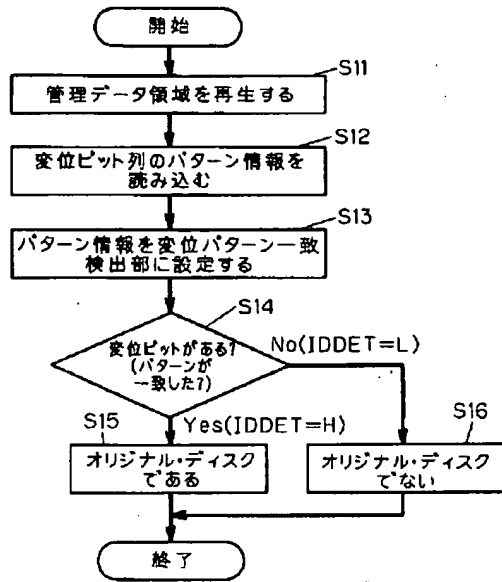 開始
S11
管理データ領域を再生する
S12
変位ピット列のパターン情報を
読み込む
S13
パターン情報を変位パターン一致
検出部に設定する
S14
変位ピットがある?
(パターンが
一致した?)
No(IDDET=L)
S15
Yes(IDDET=H)
S16
オリジナル・ディスク
である
オリジナル・ディスク
でない
終了